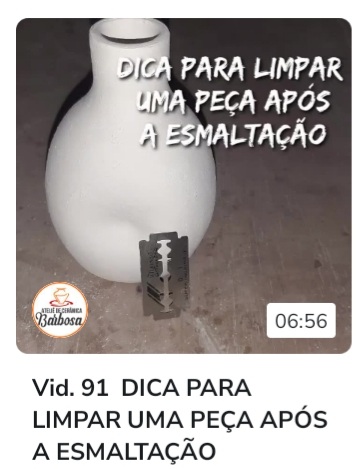 DICA PARA LIMPAR
UMA PEÇA APÓS
A ESMALTAÇÃO
ATELIÊ DE CERÂMICA
Barbosa
06:56
Vid. 91 DICA PARA
LIMPAR UMA PEÇA APÓS
A ESMALTAÇÃO